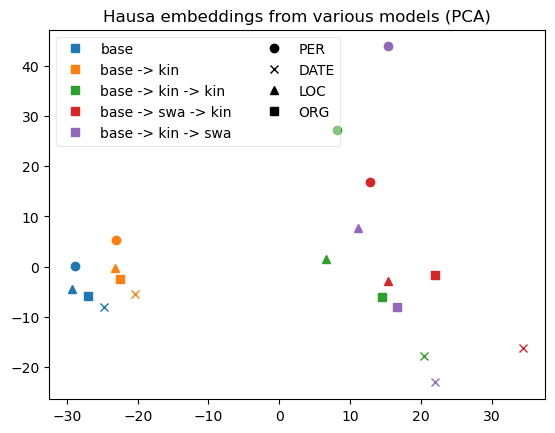 Hausa embeddings from various models (PCA)
base
base -> kin
base -> kin -> kin
base -> swa -> kin
base -> kin -> swa
PER
DATE
LOC
ORG
40
30
20
10
0
−10
−20
−30
−20
−10
0
10
20
30